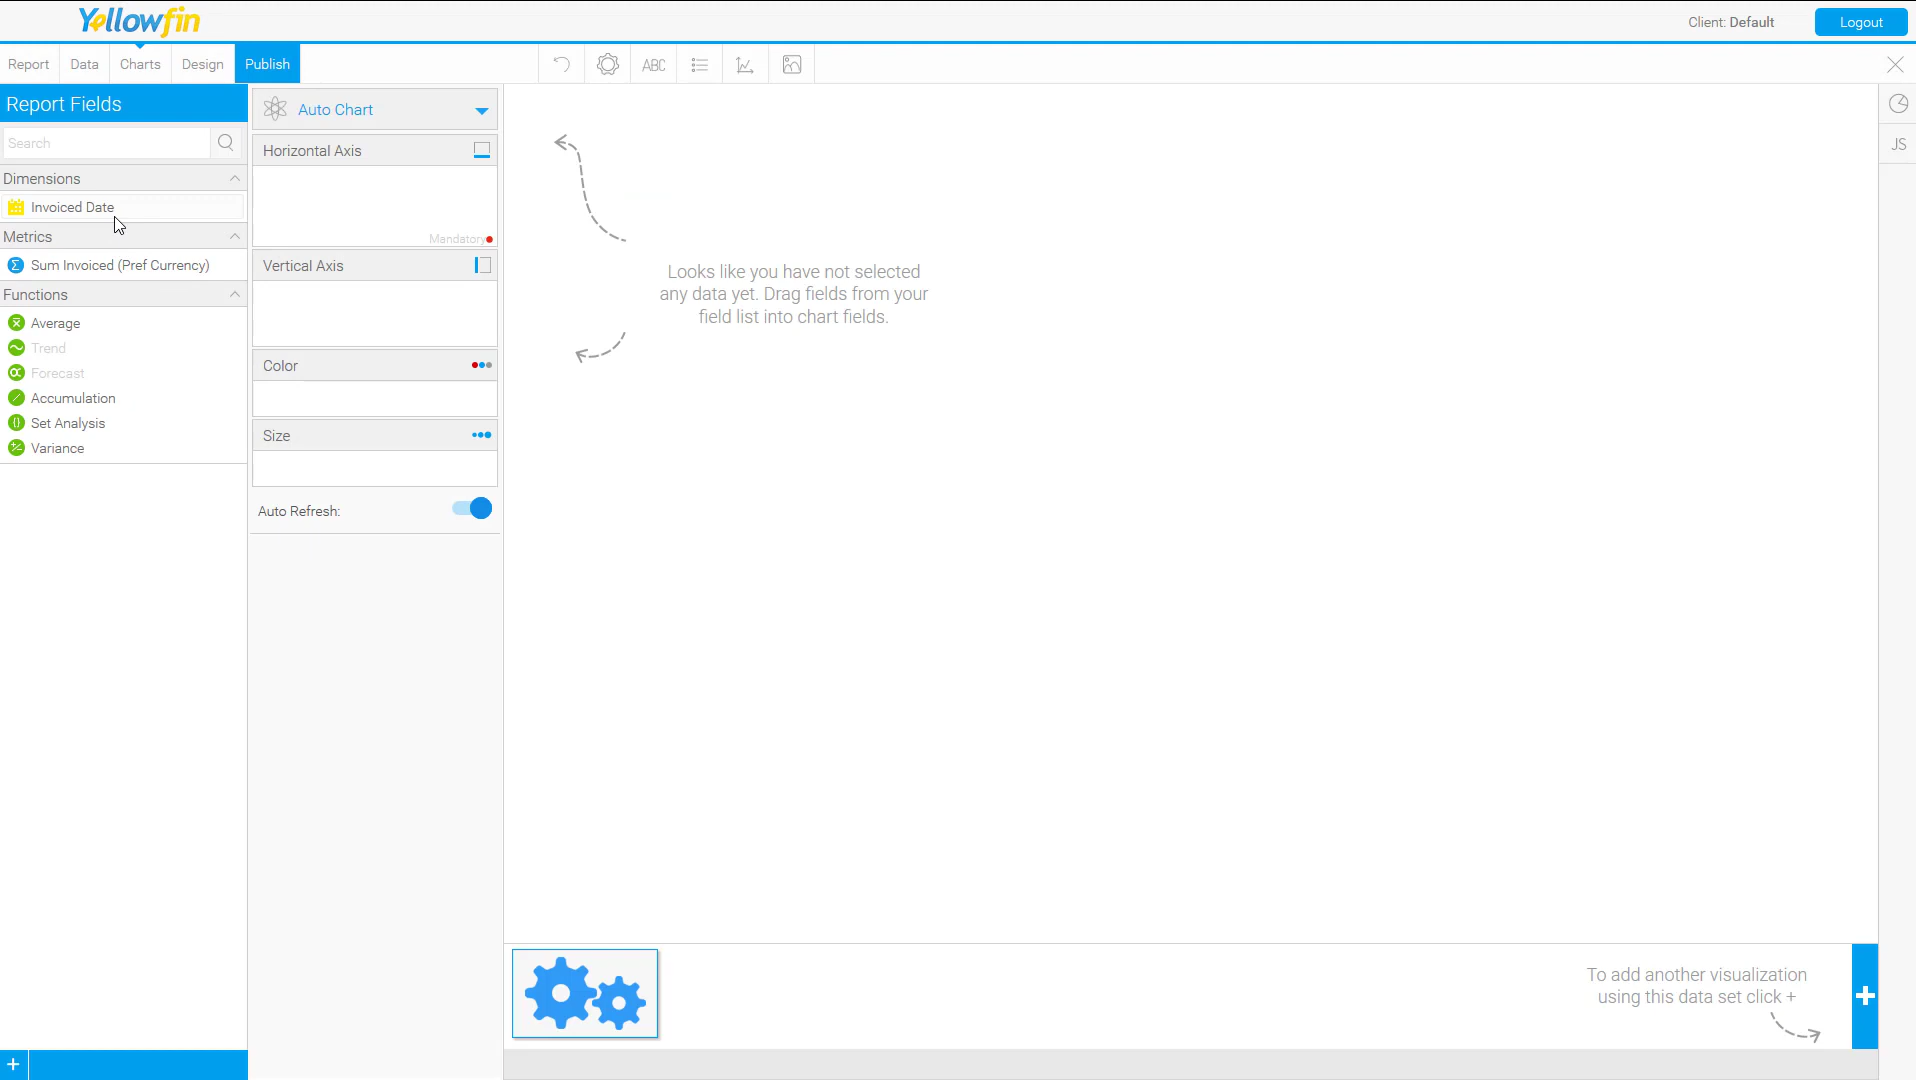 Yellowfin
Client: Default
Logout
Report
Data
Charts
Design
Publish
ABC
Report Fields
Search
Dimensions
Invoiced Date
Metrics
Sum Invoiced (Pref Currency)
Functions
Average
Trend
Forecast
Accumulation
Set Analysis
Variance
Auto Chart
Horizontal Axis
Mandatory
Vertical Axis
Color
Size
Auto Refresh:
Looks like you have not selected
any data yet. Drag fields from your
field list into chart fields.
JS
To add another visualization
using this data set click +